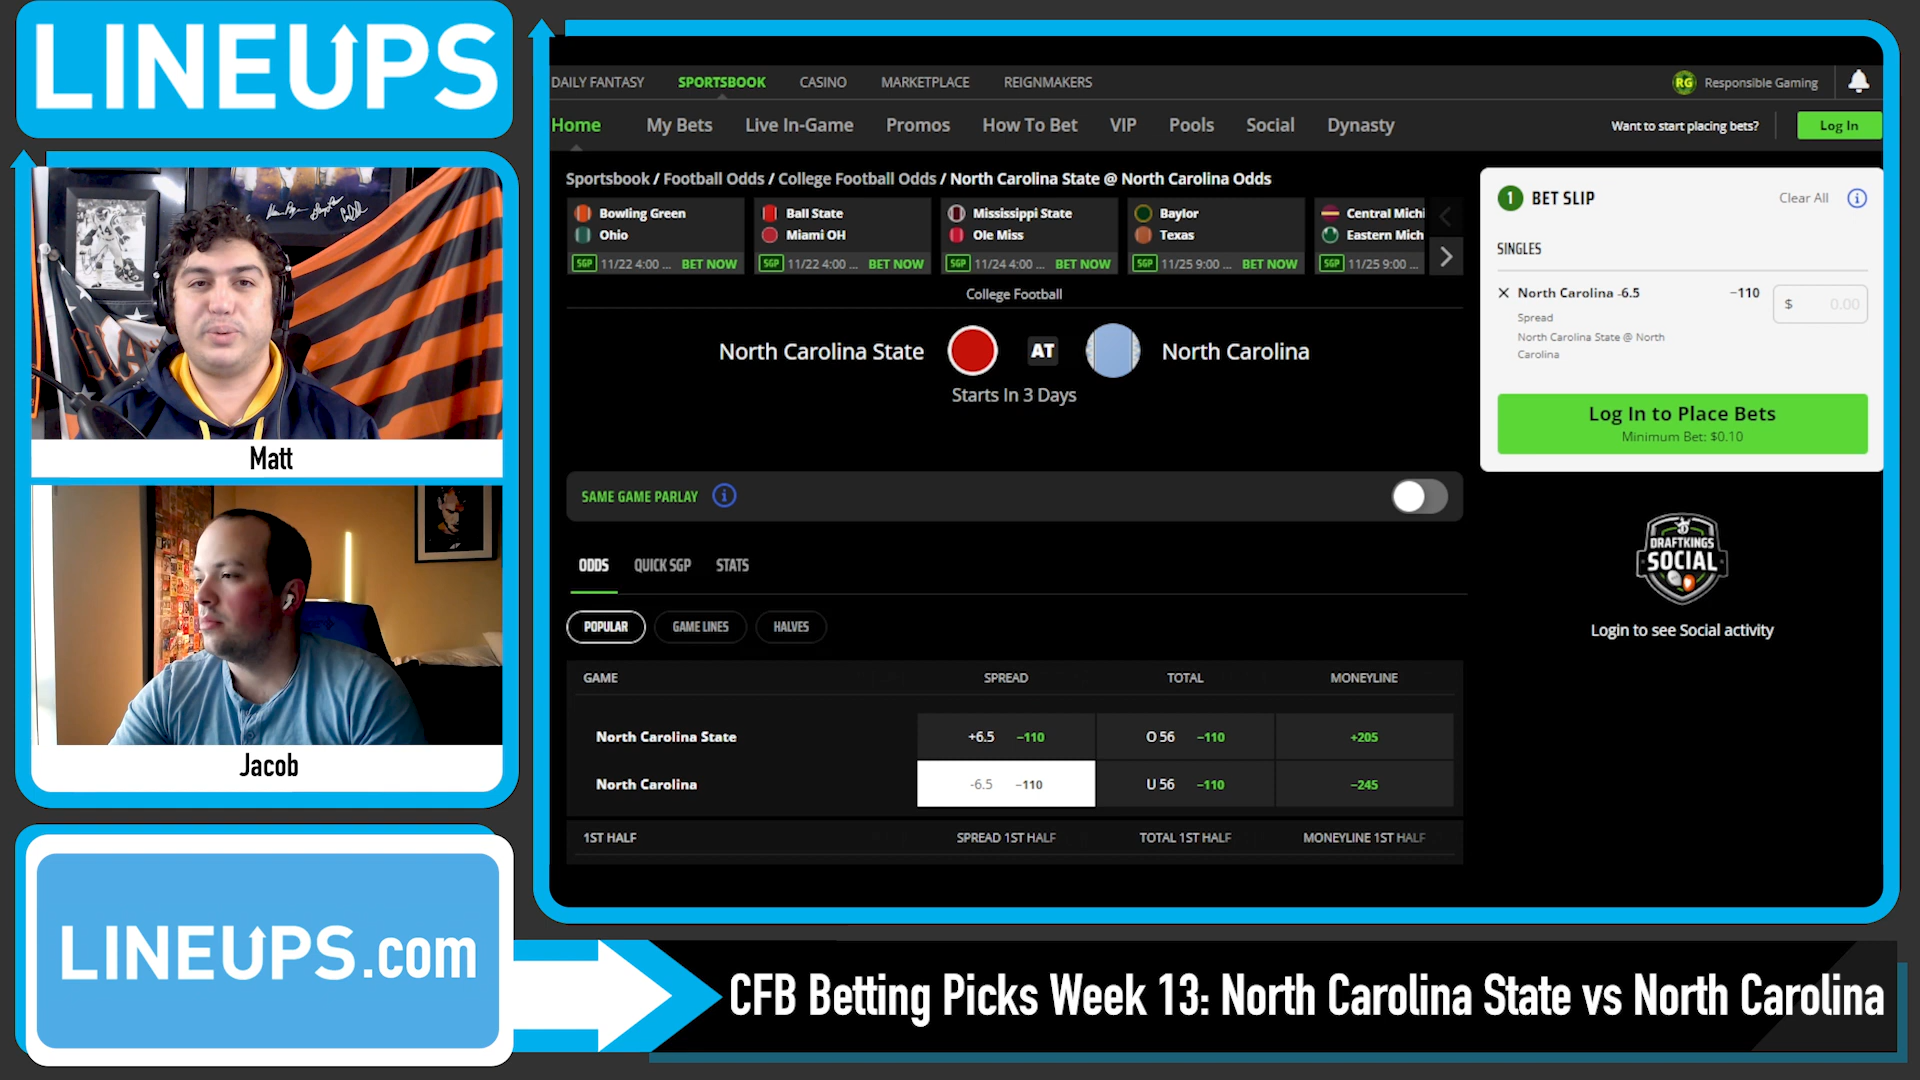 LINEUPS
Matt
Jacob
LINEUPS.com
DAILY FANTASY SPORTSBOOK CASINO MARKETPLACE REIGNMAKERS RG Responsible Gaming
Home My Bets Live In-Game Promos How To Bet VIP Pools Social Dynasty Want to start placing bets? Log In
Sportsbook / Football Odds / College Football Odds / North Carolina State @ North Carolina Odds
Bowling Green
Ohio
SGP 11/22 4:00 ... BET NOW
Ball State
Miami OH
SGP 11/22 4:00 ... BET NOW
Mississippi State
Ole Miss
SGP 11/24 4:00 ... BET NOW
Baylor
Texas
SGP 11/25 9:00 ... BET NOW
Central Michi
Eastern Mich
SGP 11/25 9:00 ...
College Football
North Carolina State AT North Carolina
Starts In 3 Days
SAME GAME PARLAY i
ODDS QUICK SGP STATS
POPULAR GAME LINES HALVES
GAME SPREAD TOTAL MONEYLINE
North Carolina State +6.5 −110 O 56 −110 +205
North Carolina -6.5 −110 U 56 −110 −245
1ST HALF SPREAD 1ST HALF TOTAL 1ST HALF MONEYLINE 1ST HALF
1 BET SLIP Clear All i
SINGLES
North Carolina -6.5 −110 $ 0.00
Spread
North Carolina State @ North
Carolina
Log In to Place Bets
Minimum Bet: $0.10
DRAFTKINGS
SOCIAL
Login to see Social activity
CFB Betting Picks Week 13: North Carolina State vs North Carolina